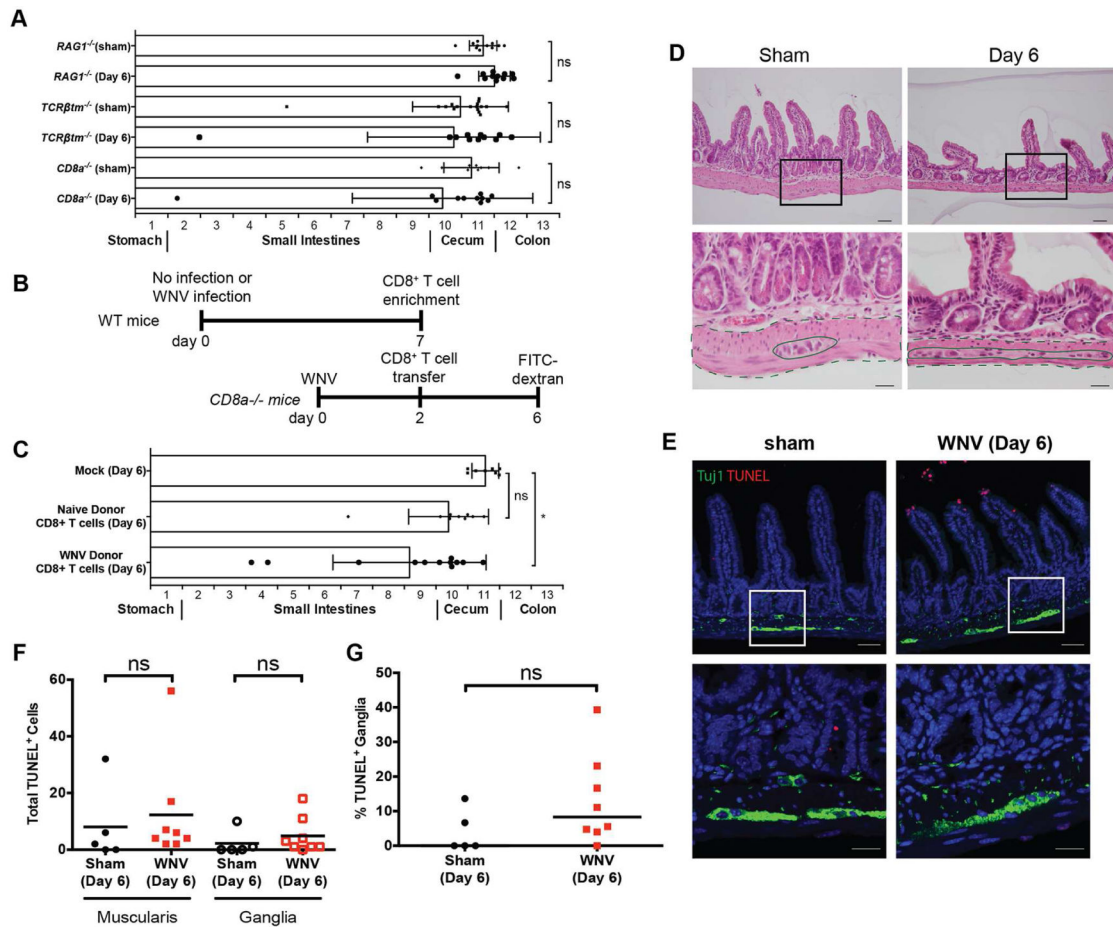 A
RAG1-/-(sham)
RAG1-/- (Day 6)
TCRβtm-/- (sham)
TCRβtm-/- (Day 6)
CD8a-/- (sham)
CD8a-/- (Day 6)
ns
ns
ns
1 2 3 4 5 6 7 8 9 10 11 12 13
Stomach Small Intestines Cecum Colon
B
No infection or
WNV infection
CD8+ T cell
enrichment
WT mice
day 0 7
WNV
CD8+ T cell
transfer
FITC-
dextran
CD8a-/- mice
day 0 2 6
C
Mock (Day 6)
Naive Donor
CD8+ T cells (Day 6)
WNV Donor
CD8+ T cells (Day 6)
ns
*
1 2 3 4 5 6 7 8 9 10 11 12 13
Stomach Small Intestines Cecum Colon
D
Sham Day 6
E
sham WNV (Day 6)
Tuj1 TUNEL
F
ns ns
Total TUNEL+ Cells
60
40
20
0
Sham
(Day 6)
WNV
(Day 6)
Sham
(Day 6)
WNV
(Day 6)
Muscularis Ganglia
G
ns
% TUNEL+ Ganglia
50
40
30
20
10
0
Sham
(Day 6)
WNV
(Day 6)